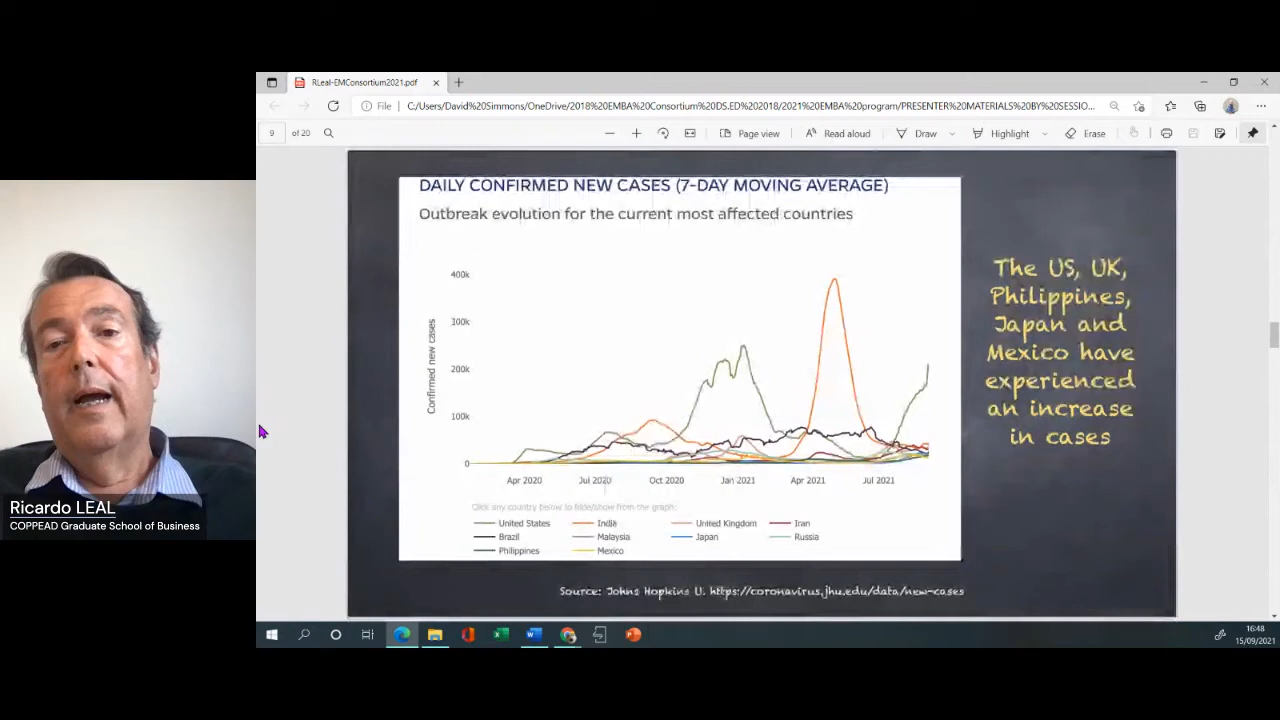 RLeal-EMConsortium2021.pdf
File
C:/Users/David%20Simmons/OneDrive/2018%20EMBA%20Consortium%20DS.ED%202018/2021%20EMBA%20program/PRESENTER%20MATERIALS%20BY%20SESSIO...
9 of 20
Page view
Read aloud
Draw
Highlight
Erase
DAILY CONFIRMED NEW CASES (7-DAY MOVING AVERAGE)
Outbreak evolution for the current most affected countries
400k
300k
200k
100k
0
Confirmed new cases
Apr 2020 Jul 2020 Oct 2020 Jan 2021 Apr 2021 Jul 2021
Click any country below to hide/show from the graph:
United States India United Kingdom Iran
Brazil Malaysia Japan Russia
Philippines Mexico
The US, UK,
Philippines,
Japan and
Mexico have
experienced
an increase
in cases
Source: Johns Hopkins U. https://coronavirus.jhu.edu/data/new-cases
Ricardo LEAL
COPPEAD Graduate School of Business
16:48
15/09/2021